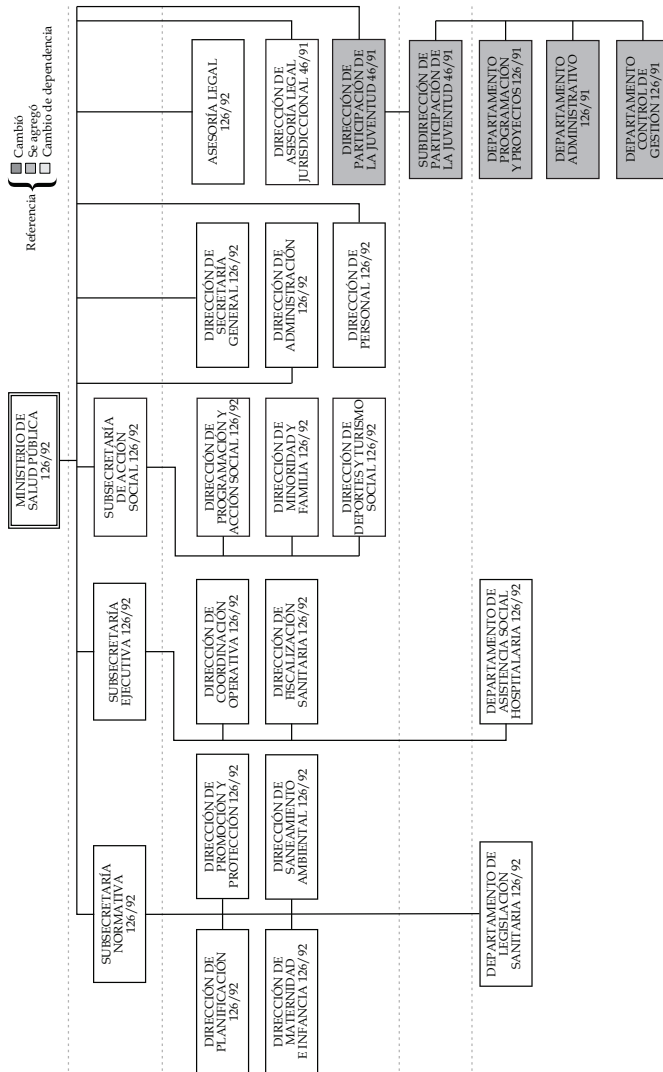 Referencia
Cambió
Se agregó
Cambio de dependencia
MINISTERIO DE
SALUD PÚBLICA
126/92
SUBSECRETARÍA
NORMATIVA
126/92
SUBSECRETARÍA
EJECUTIVA 126/92
SUBSECRETARÍA
DE ACCIÓN
SOCIAL 126/92
DIRECCIÓN DE
PLANIFICACIÓN
126/92
DIRECCIÓN DE
PROMOCIÓN Y
PROTECCIÓN 126/92
DIRECCIÓN DE
COORDINACIÓN
OPERATIVA 126/92
DIRECCIÓN DE
PROGRAMACIÓN Y
ACCIÓN SOCIAL 126/92
DIRECCIÓN DE
SECRETARÍA
GENERAL 126/92
ASESORÍA LEGAL
126/92
DIRECCIÓN DE
MATERNIDAD
E INFANCIA 126/92
DIRECCIÓN DE
SANEAMIENTO
AMBIENTAL 126/92
DIRECCIÓN DE
FISCALIZACIÓN
SANITARIA 126/92
DIRECCIÓN DE
MINORIDAD Y
FAMILIA 126/92
DIRECCIÓN DE
ADMINISTRACIÓN
126/92
DIRECCIÓN DE
ASESORÍA LEGAL
JURISDICCIONAL 46/91
DIRECCIÓN DE
DEPORTES Y TURISMO
SOCIAL 126/92
DIRECCIÓN DE
PERSONAL 126/92
DIRECCIÓN DE
PARTICIPACIÓN DE
LA JUVENTUD 46/91
SUBDIRECCIÓN DE
PARTICIPACIÓN DE
LA JUVENTUD 46/91
DEPARTAMENTO DE
LEGISLACIÓN
SANITARIA 126/92
DEPARTAMENTO DE
ASISTENCIA SOCIAL
HOSPITALARIA 126/92
DEPARTAMENTO
PROGRAMACIÓN
Y PROYECTOS 126/91
DEPARTAMENTO
ADMINISTRATIVO
126/91
DEPARTAMENTO
CONTROL DE
GESTIÓN 126/91